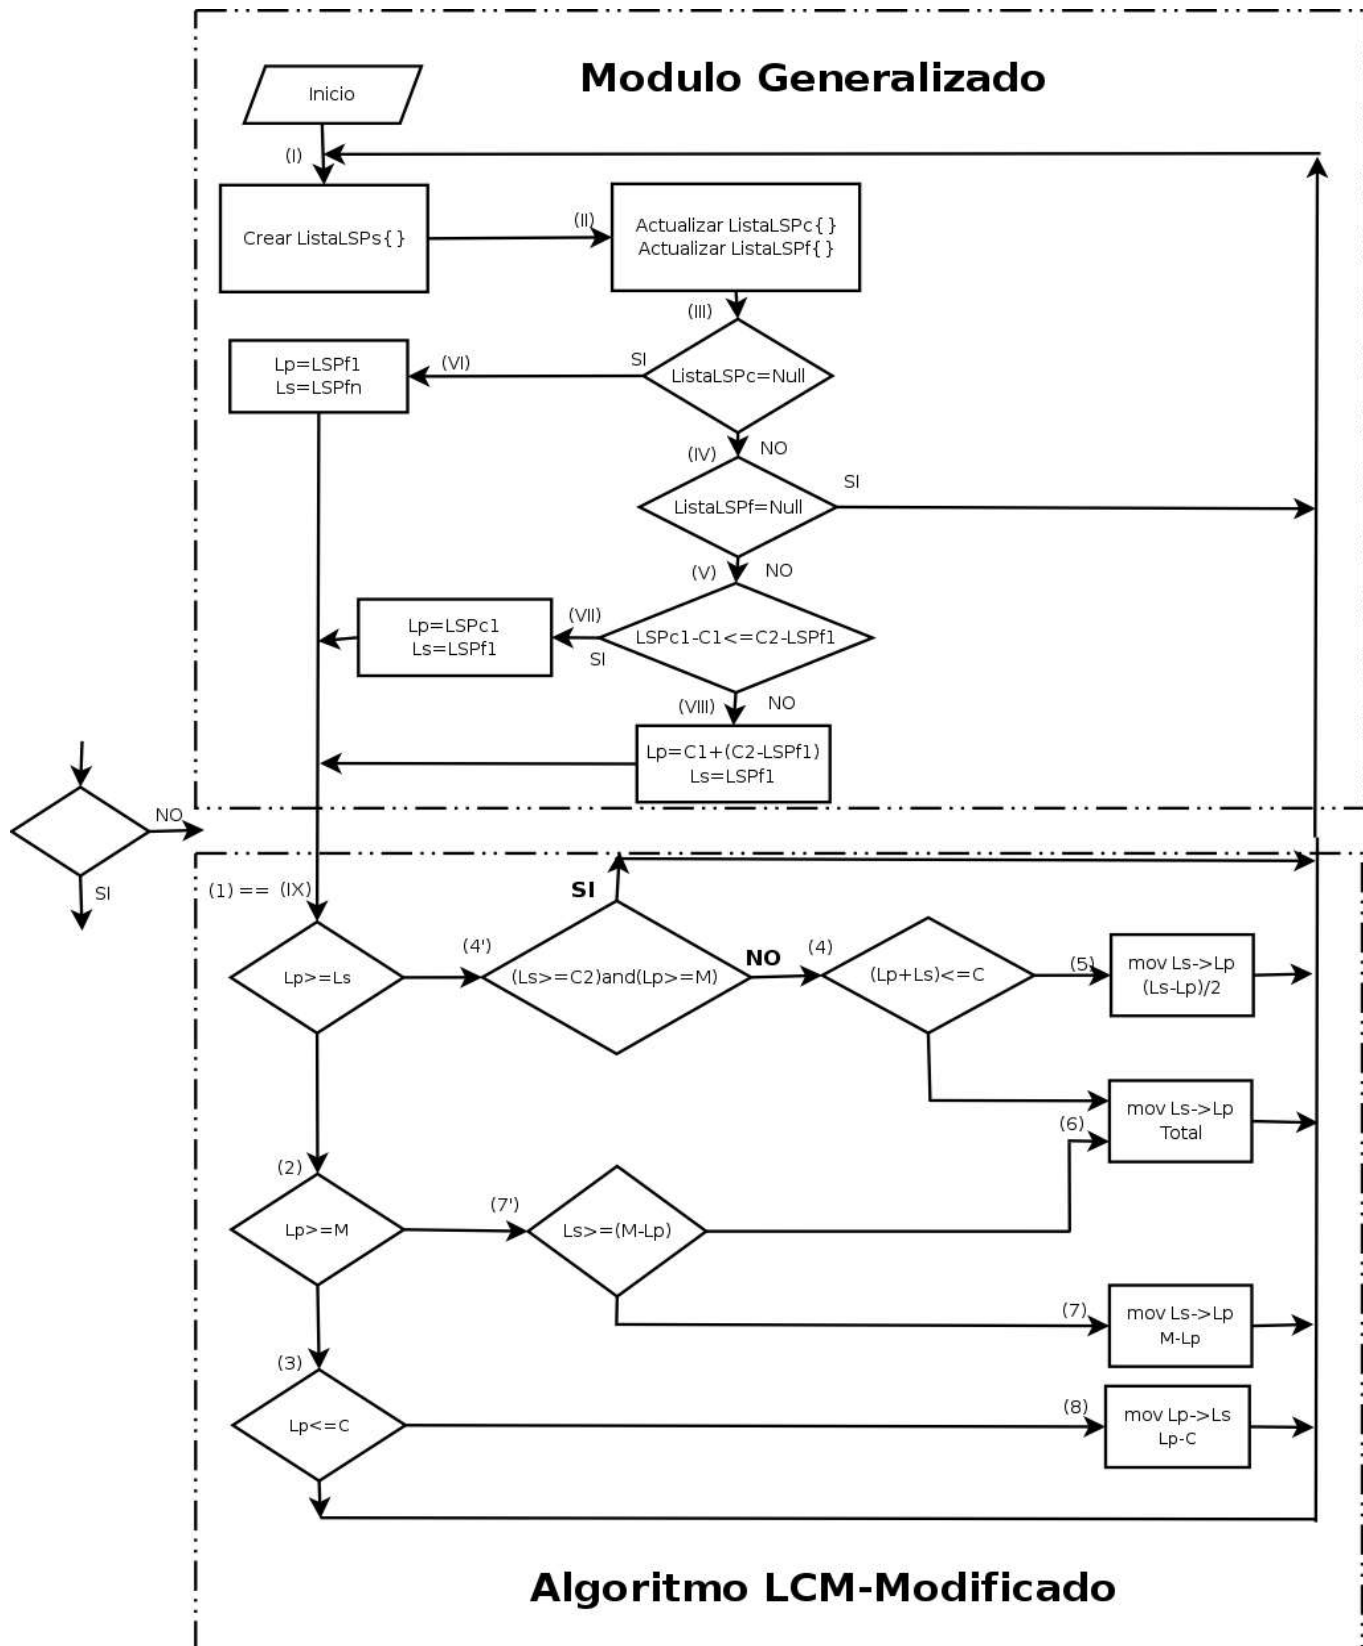 Modulo Generalizado
Inicio
(I)
Crear ListaLSPs{ }
(II)
Actualizar ListaLSPc{ }
Actualizar ListaLSPf{ }
(III)
ListaLSPc=Null
SI
(VI)
Lp=LSPf1
Ls=LSPfn
NO
(IV)
ListaLSPf=Null
SI
NO
(V)
LSPc1-C1<=C2-LSPf1
(VII)
SI
Lp=LSPc1
Ls=LSPf1
NO
(VIII)
Lp=C1+(C2-LSPf1)
Ls=LSPf1
NO
SI
(1) == (IX)
Lp>=Ls
(4')
(Ls>=C2)and(Lp>=M)
SI
NO
(4)
(Lp+Ls)<=C
(5)
mov Ls->Lp
(Ls-Lp)/2
(6)
mov Ls->Lp
Total
(2)
Lp>=M
(7')
Ls>=(M-Lp)
(7)
mov Ls->Lp
M-Lp
(3)
Lp<=C
(8)
mov Lp->Ls
Lp-C
Algoritmo LCM-Modificado